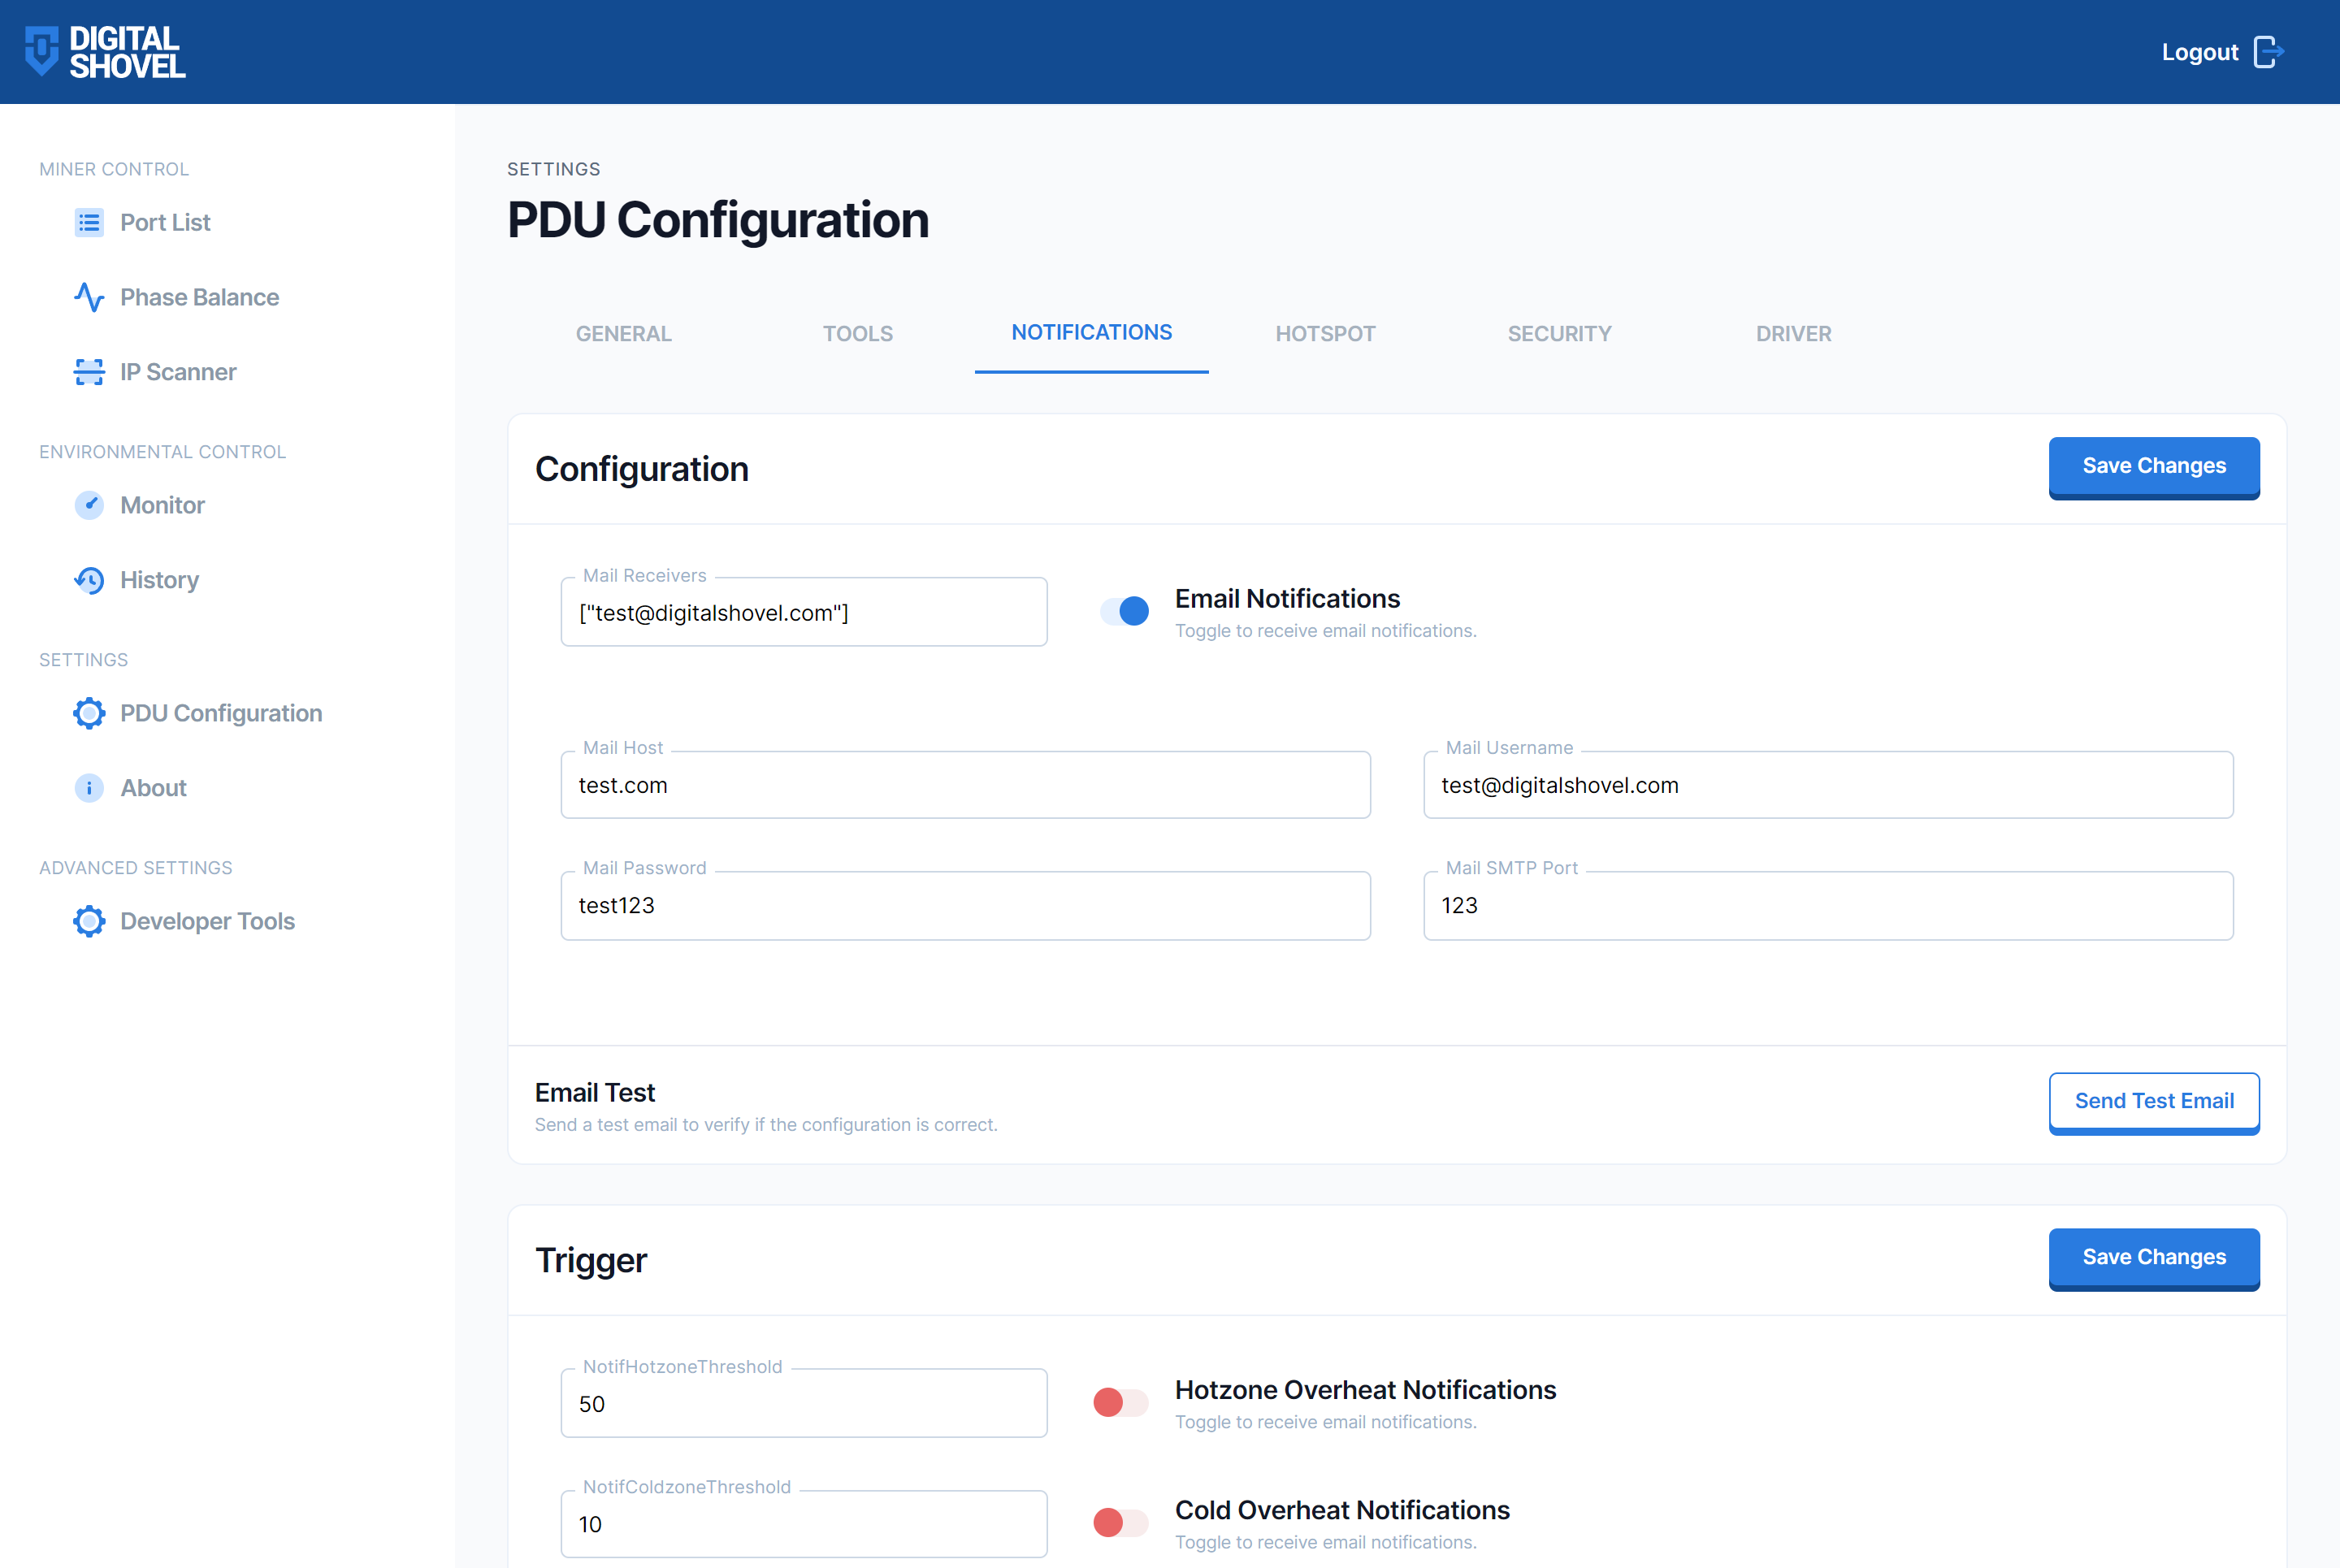 DIGITAL
SHOVEL
Logout
MINER CONTROL
Port List
Phase Balance
IP Scanner
ENVIRONMENTAL CONTROL
Monitor
History
SETTINGS
PDU Configuration
About
ADVANCED SETTINGS
Developer Tools
SETTINGS
PDU Configuration
GENERAL TOOLS NOTIFICATIONS HOTSPOT SECURITY DRIVER
Configuration
Save Changes
Mail Receivers
["test@digitalshovel.com"]
Email Notifications
Toggle to receive email notifications.
Mail Host
test.com
Mail Username
test@digitalshovel.com
Mail Password
test123
Mail SMTP Port
123
Email Test
Send a test email to verify if the configuration is correct.
Send Test Email
Trigger
Save Changes
NotifHotzoneThreshold
50
Hotzone Overheat Notifications
Toggle to receive email notifications.
NotifColdzoneThreshold
10
Cold Overheat Notifications
Toggle to receive email notifications.